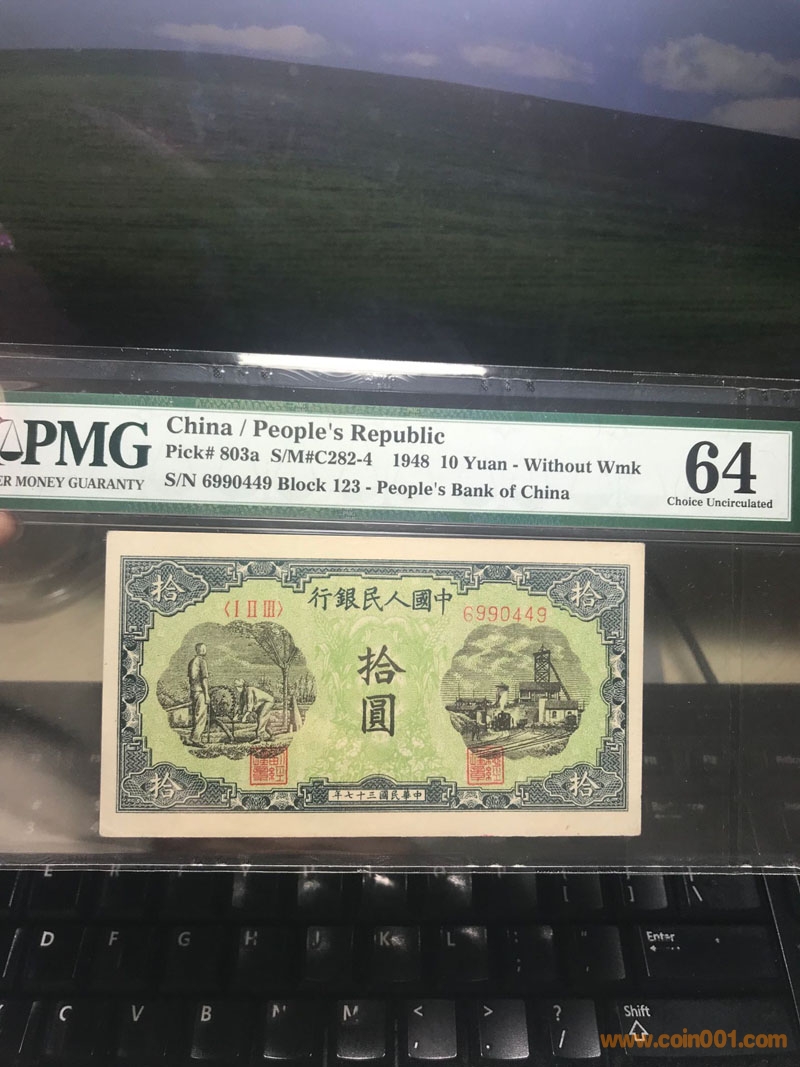 PMG
ER MONEY GUARANTY
China / People's Republic
Pick# 803a S/M#C282-4 1948 10 Yuan - Without Wmk
S/N 6990449 Block 123 - People's Bank of China
64
Choice Uncirculated
拾 拾
行銀民人國中
〈I II III〉 6990449
拾圓
拾 拾
年七十三國民華中
E R T Y U I O P [ ] \
D F G H J K L : ; " ' Enter
C V B N M < , > . ? / Shift
www.coin001.com